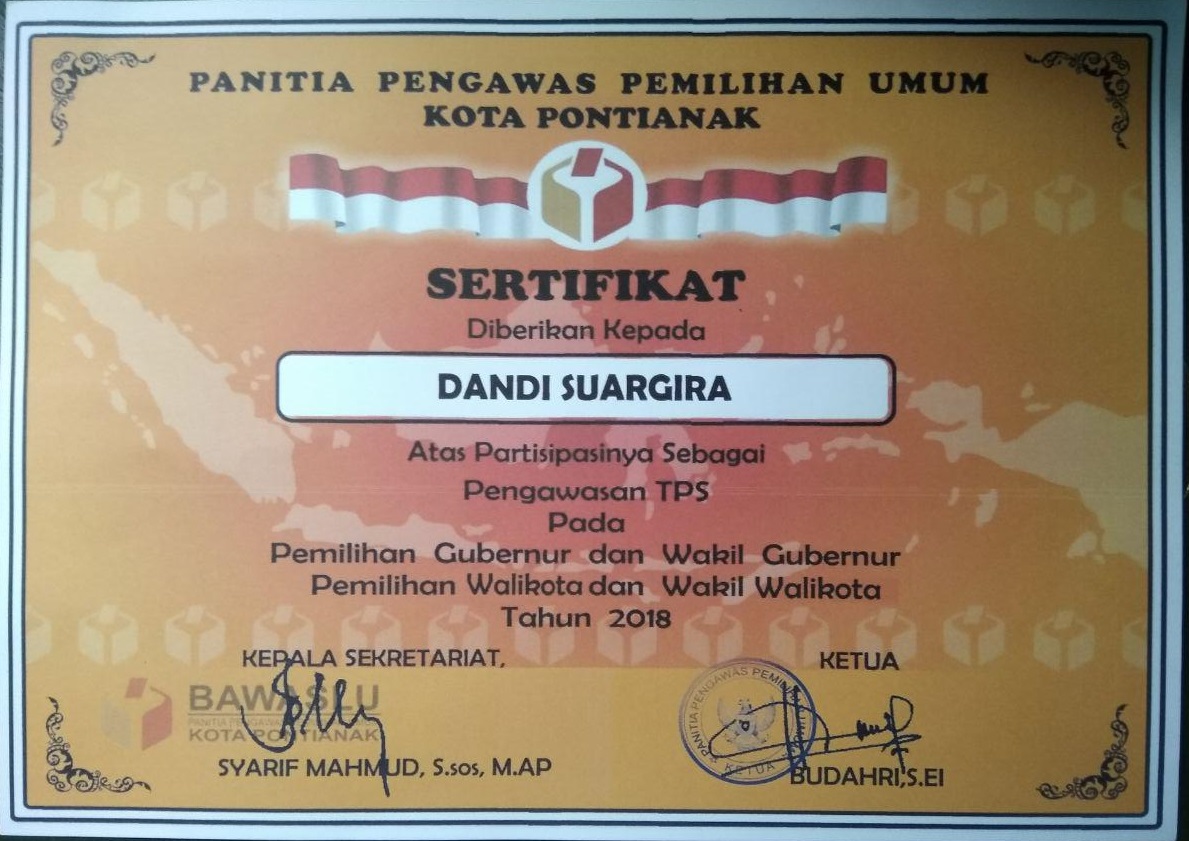 PANITIA PENGAWAS PEMILIHAN UMUM
KOTA PONTIANAK
SERTIFIKAT
Diberikan Kepada
DANDI SUARGIRA
Atas Partisipasinya Sebagai
Pengawasan TPS
Pada
Pemilihan Gubernur dan Wakil Gubernur
Pemilihan Walikota dan Wakil Walikota
Tahun 2018
KEPALA SEKRETARIAT,
BAWASLU
PANITIA PENGAWAS
KOTA PONTIANAK
SYARIF MAHMUD, S.sos, M.AP
KETUA
PANITIA PENGAWAS PEMILIHAN UMUM
KETUA
BUDAHRI,S.EI